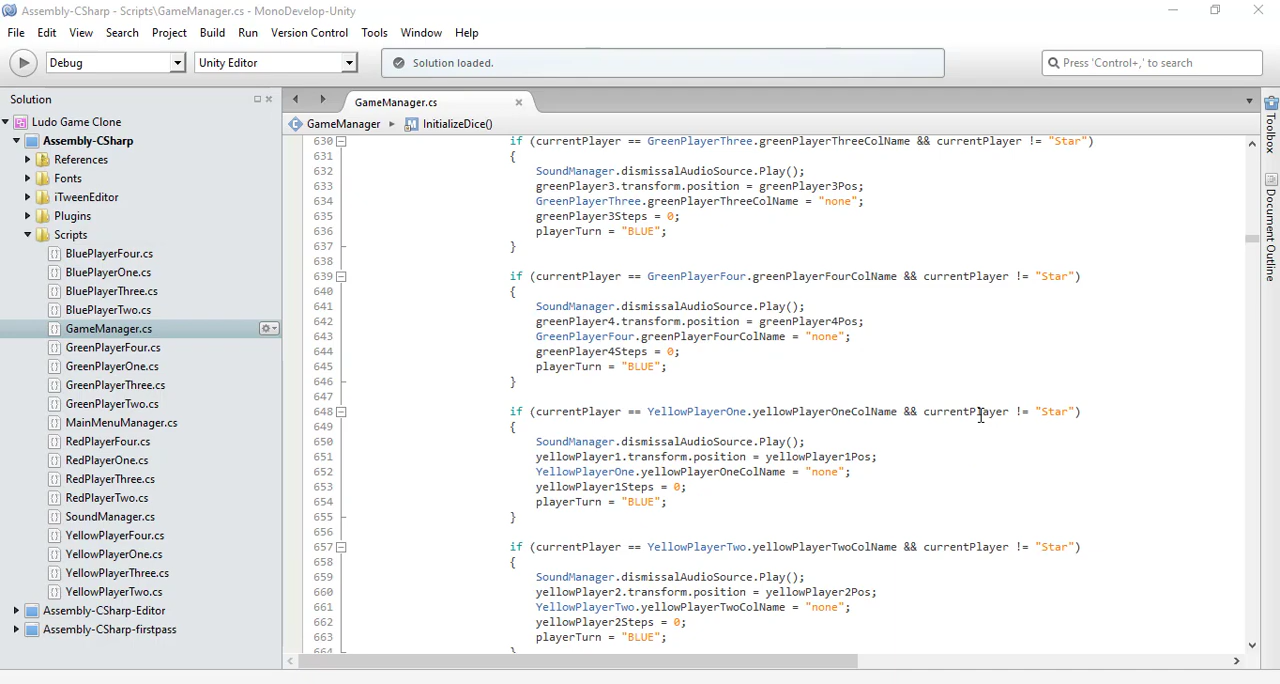 Assembly-CSharp - Scripts\GameManager.cs - MonoDevelop-Unity
File Edit View Search Project Build Run Version Control Tools Window Help
Debug Unity Editor Solution loaded. Press 'Control+,' to search
Solution
Ludo Game Clone
Assembly-CSharp
References
Fonts
iTweenEditor
Plugins
Scripts
BluePlayerFour.cs
BluePlayerOne.cs
BluePlayerThree.cs
BluePlayerTwo.cs
GameManager.cs
GreenPlayerFour.cs
GreenPlayerOne.cs
GreenPlayerThree.cs
GreenPlayerTwo.cs
MainMenuManager.cs
RedPlayerFour.cs
RedPlayerOne.cs
RedPlayerThree.cs
RedPlayerTwo.cs
SoundManager.cs
YellowPlayerFour.cs
YellowPlayerOne.cs
YellowPlayerThree.cs
YellowPlayerTwo.cs
Assembly-CSharp-Editor
Assembly-CSharp-firstpass
GameManager.cs
GameManager InitializeDice()
630 if (currentPlayer == GreenPlayerThree.greenPlayerThreeColName && currentPlayer != "Star")
631 {
632 SoundManager.dismissalAudioSource.Play();
633 greenPlayer3.transform.position = greenPlayer3Pos;
634 GreenPlayerThree.greenPlayerThreeColName = "none";
635 greenPlayer3Steps = 0;
636 playerTurn = "BLUE";
637 }
638
639 if (currentPlayer == GreenPlayerFour.greenPlayerFourColName && currentPlayer != "Star")
640 {
641 SoundManager.dismissalAudioSource.Play();
642 greenPlayer4.transform.position = greenPlayer4Pos;
643 GreenPlayerFour.greenPlayerFourColName = "none";
644 greenPlayer4Steps = 0;
645 playerTurn = "BLUE";
646 }
647
648 if (currentPlayer == YellowPlayerOne.yellowPlayerOneColName && currentPlayer != "Star")
649 {
650 SoundManager.dismissalAudioSource.Play();
651 yellowPlayer1.transform.position = yellowPlayer1Pos;
652 YellowPlayerOne.yellowPlayerOneColName = "none";
653 yellowPlayer1Steps = 0;
654 playerTurn = "BLUE";
655 }
656
657 if (currentPlayer == YellowPlayerTwo.yellowPlayerTwoColName && currentPlayer != "Star")
658 {
659 SoundManager.dismissalAudioSource.Play();
660 yellowPlayer2.transform.position = yellowPlayer2Pos;
661 YellowPlayerTwo.yellowPlayerTwoColName = "none";
662 yellowPlayer2Steps = 0;
663 playerTurn = "BLUE";
664 }
Toolbox
Document Outline